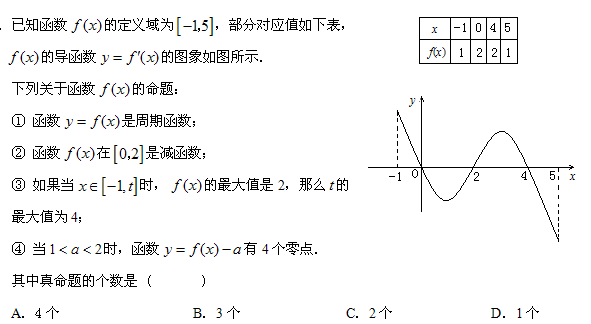 . 已知函数 f(x) 的定义域为[-1,5]，部分对应值如下表，
x -1 0 4 5
f(x) 1 2 2 1
f(x) 的导函数 y = f′(x) 的图象如图所示.
下列关于函数 f(x) 的命题：
① 函数 y = f(x) 是周期函数；
② 函数 f(x) 在 [0,2] 是减函数；
③ 如果当 x∈[-1,t] 时， f(x) 的最大值是 2，那么 t 的
最大值为 4；
④ 当 1 < a < 2 时，函数 y = f(x) - a 有 4 个零点.
y
-1 0 2 4 5 x
其中真命题的个数是 ( )
A. 4 个 B. 3 个 C. 2 个 D. 1 个